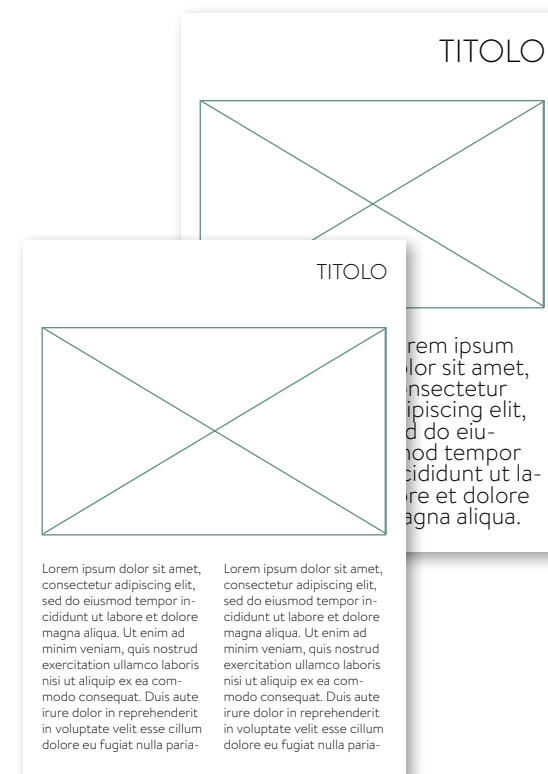 TITOLO
rem ipsum
lor sit amet,
nsectetur
ipiscing elit,
d do eiu-
mod tempor
cididunt ut la-
re et dolore
agna aliqua.
TITOLO
Lorem ipsum dolor sit amet,
consectetur adipiscing elit,
sed do eiusmod tempor in-
cididunt ut labore et dolore
magna aliqua. Ut enim ad
minim veniam, quis nostrud
exercitation ullamco laboris
nisi ut aliquip ex ea com-
modo consequat. Duis aute
irure dolor in reprehenderit
in voluptate velit esse cillum
dolore eu fugiat nulla paria-
Lorem ipsum dolor sit amet,
consectetur adipiscing elit,
sed do eiusmod tempor in-
cididunt ut labore et dolore
magna aliqua. Ut enim ad
minim veniam, quis nostrud
exercitation ullamco laboris
nisi ut aliquip ex ea com-
modo consequat. Duis aute
irure dolor in reprehenderit
in voluptate velit esse cillum
dolore eu fugiat nulla paria-